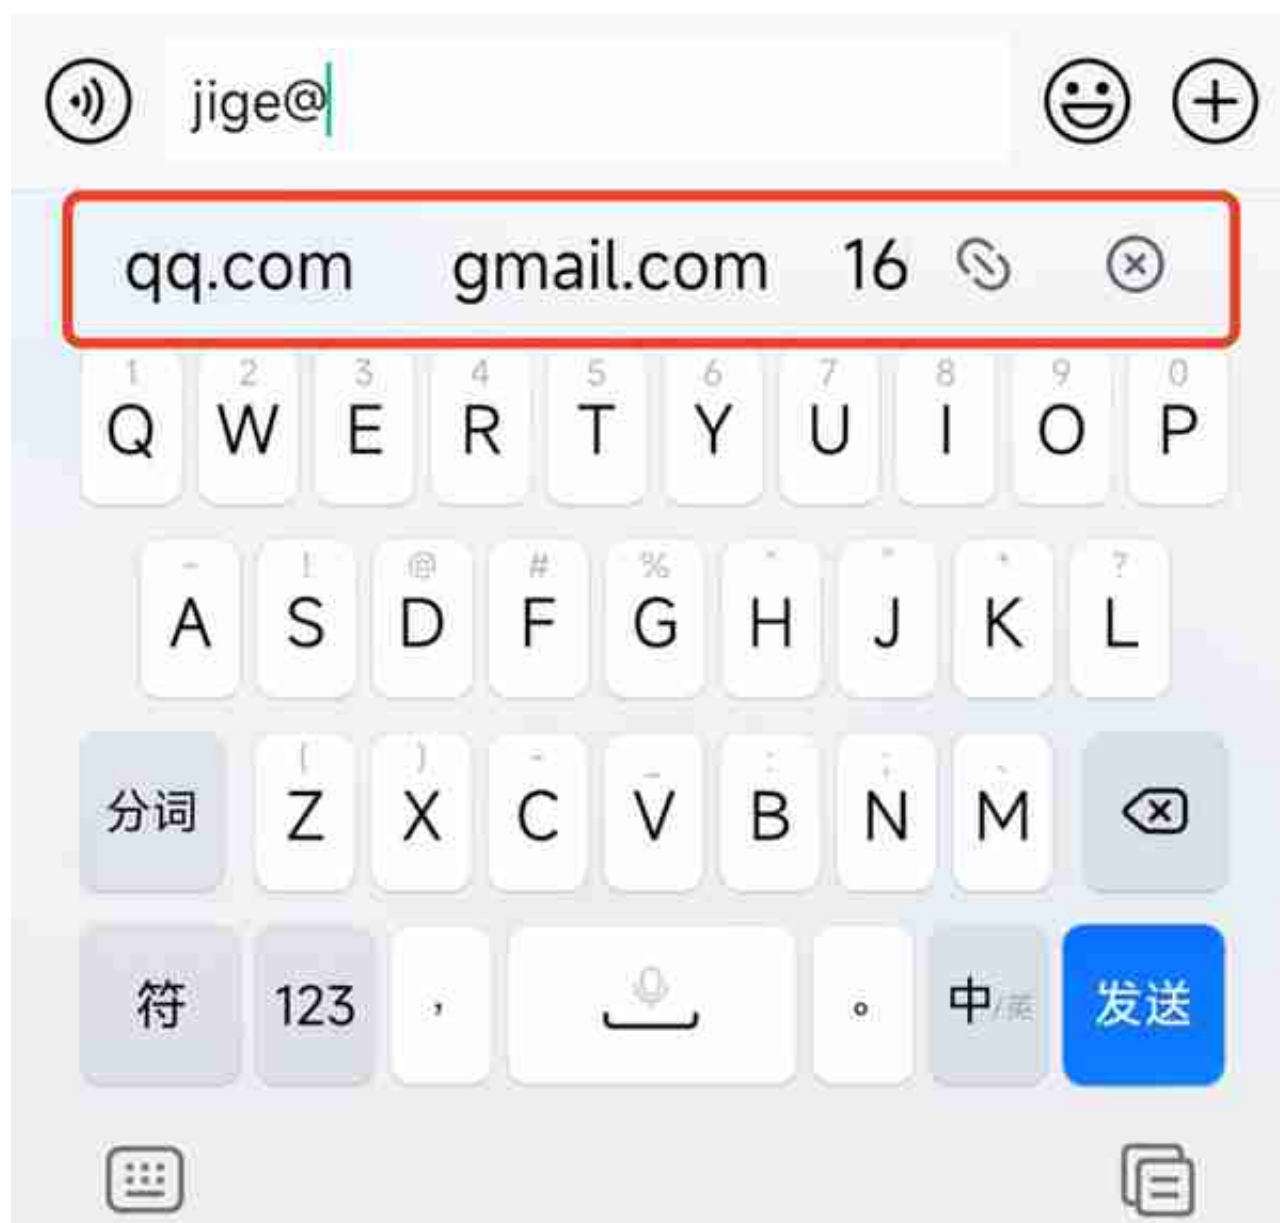 jige@
qq.com gmail.com 16
1 2 3 4 5 6 7 8 9 0
Q W E R T Y U I O P
~ ! @ # % " " * ?
A S D F G H J K L
( ) - _ : ; 、
分词 Z X C V B N M
符 123 , 。 中/英 发送